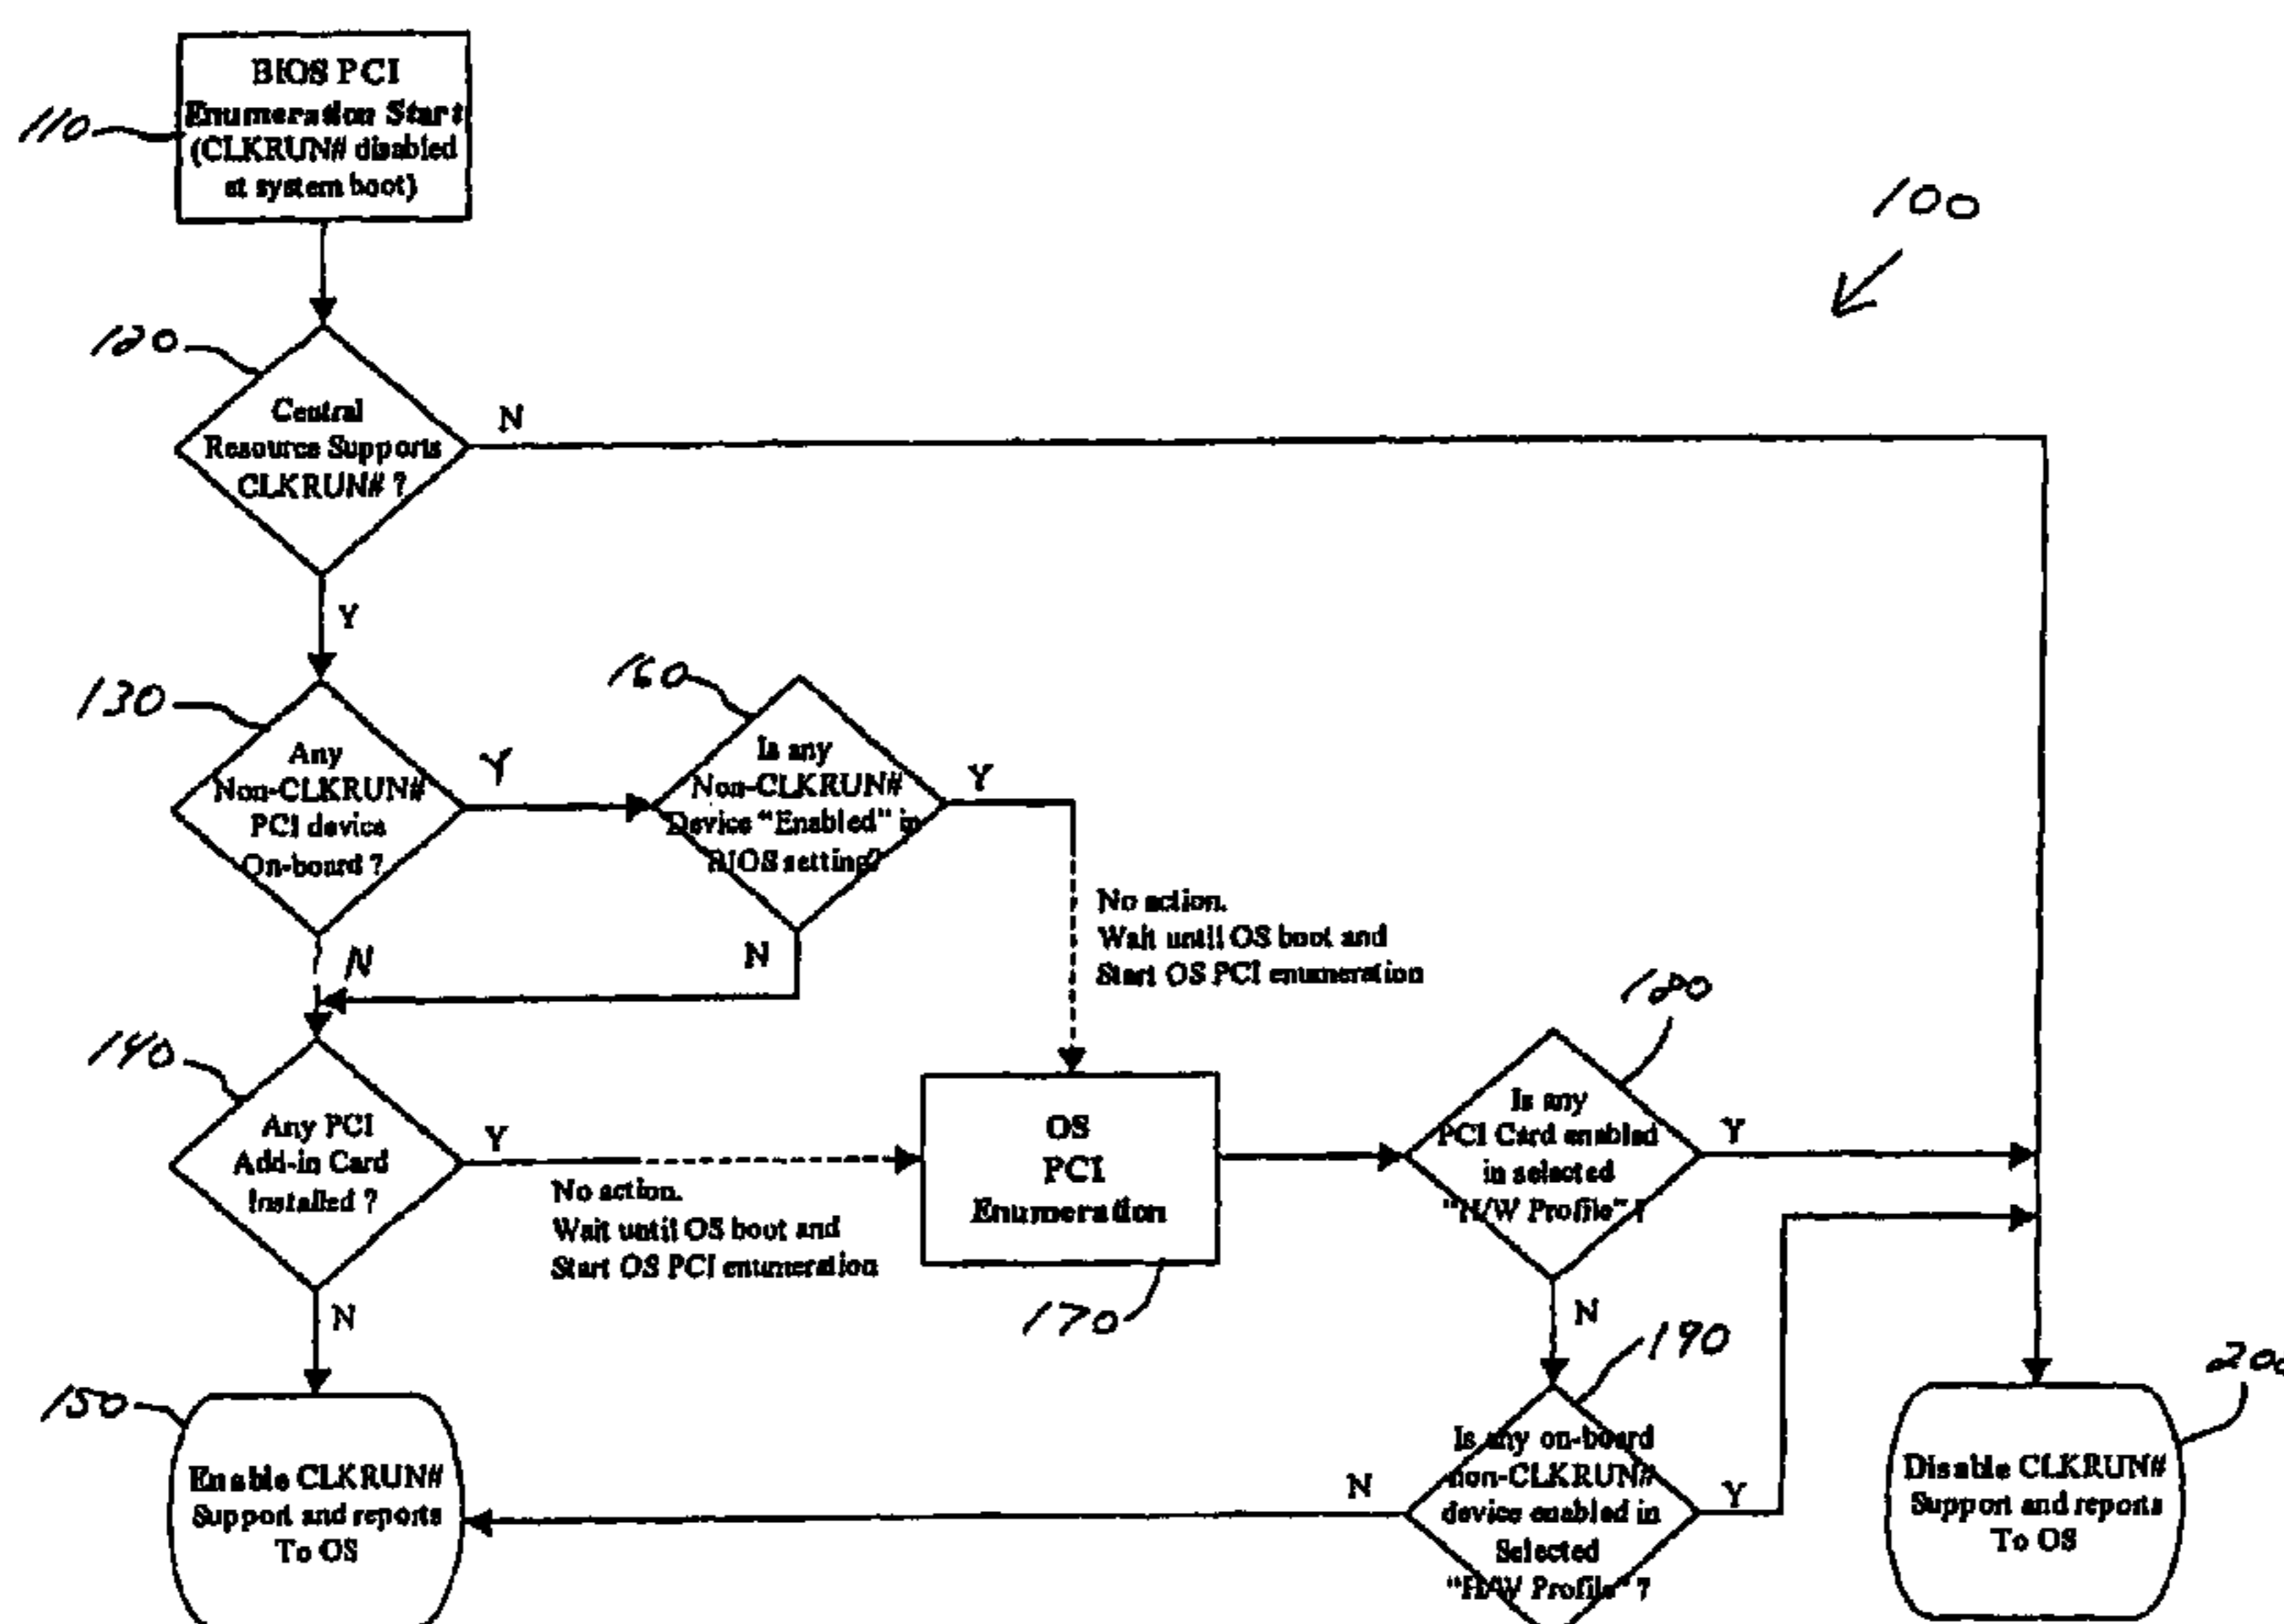 BIOS PCI
Enumeration Start
(CLKRUN# disabled
at system boot)
110
100
120
Central
Resource Supports
CLKRUN# ?
N
Y
130
Any
Non-CLKRUN#
PCI device
On-board ?
Y
160
Is any
Non-CLKRUN#
Device "Enabled" in
BIOS setting?
Y
N
N
No action.
Wait until OS boot and
Start OS PCI enumeration
140
Any PCI
Add-in Card
Installed ?
Y
No action.
Wait until OS boot and
Start OS PCI enumeration
N
OS
PCI
Enumeration
170
180
Is any
PCI Card enabled
in selected
"H/W Profile" ?
Y
N
190
Is any on-board
non-CLKRUN#
device enabled in
Selected
"H/W Profile" ?
N
Y
150
Enable CLKRUN#
Support and reports
To OS
200
Disable CLKRUN#
Support and reports
To OS